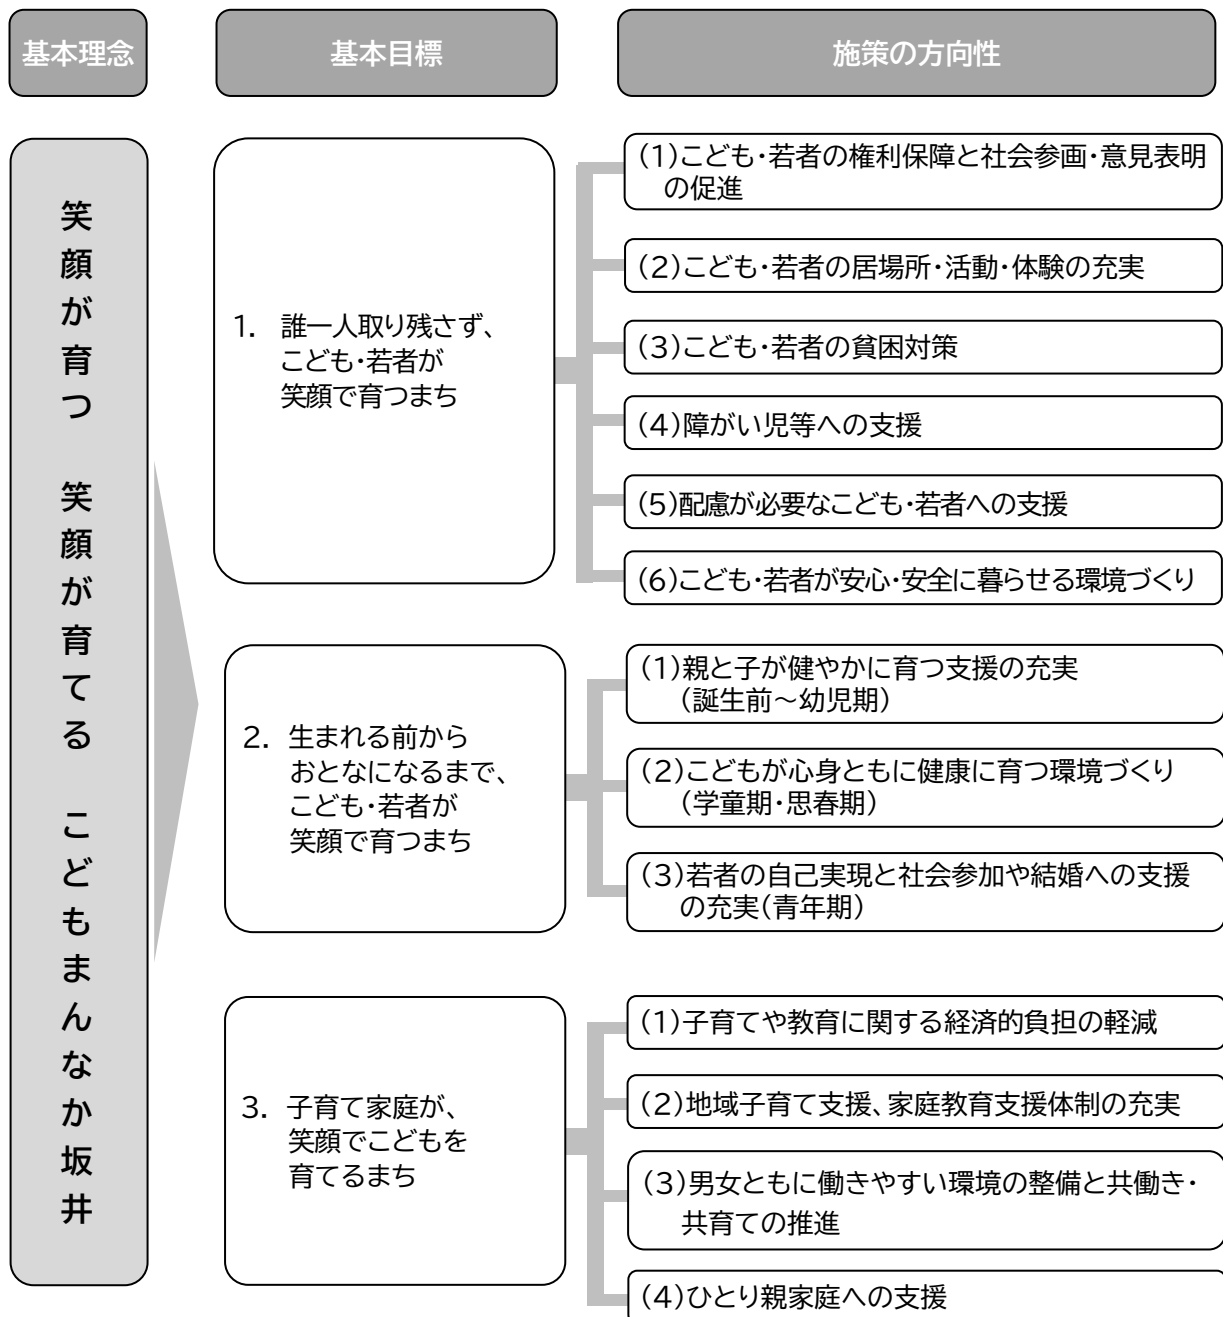 基本理念
基本目標
施策の方向性
笑顔が育つ　笑顔が育てる　こどもまんなか坂井
1. 誰一人取り残さず、
こども・若者が
笑顔で育つまち
(1)こども・若者の権利保障と社会参画・意見表明
の促進
(2)こども・若者の居場所・活動・体験の充実
(3)こども・若者の貧困対策
(4)障がい児等への支援
(5)配慮が必要なこども・若者への支援
(6)こども・若者が安心・安全に暮らせる環境づくり
2. 生まれる前から
おとなになるまで、
こども・若者が
笑顔で育つまち
(1)親と子が健やかに育つ支援の充実
(誕生前～幼児期)
(2)こどもが心身ともに健康に育つ環境づくり
(学童期・思春期)
(3)若者の自己実現と社会参加や結婚への支援
の充実(青年期)
3. 子育て家庭が、
笑顔でこどもを
育てるまち
(1)子育てや教育に関する経済的負担の軽減
(2)地域子育て支援、家庭教育支援体制の充実
(3)男女ともに働きやすい環境の整備と共働き・
共育ての推進
(4)ひとり親家庭への支援